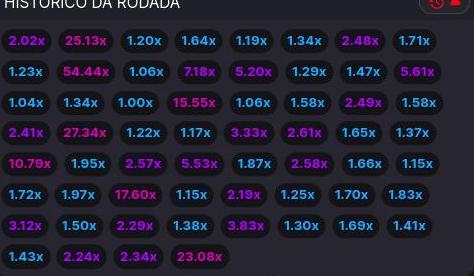 HISTÓRICO DA RODADA
2.02x 25.13x 1.20x 1.64x 1.19x 1.34x 2.48x 1.71x
1.23x 54.44x 1.06x 7.18x 5.20x 1.29x 1.47x 5.61x
1.04x 1.34x 1.00x 15.55x 1.06x 1.58x 2.49x 1.58x
2.41x 27.34x 1.22x 1.17x 3.33x 2.61x 1.65x 1.37x
10.79x 1.95x 2.57x 5.53x 1.87x 2.58x 1.66x 1.15x
1.72x 1.97x 17.60x 1.15x 2.19x 1.25x 1.70x 1.83x
3.12x 1.50x 2.29x 1.38x 3.83x 1.30x 1.69x 1.41x
1.43x 2.24x 2.34x 23.08x